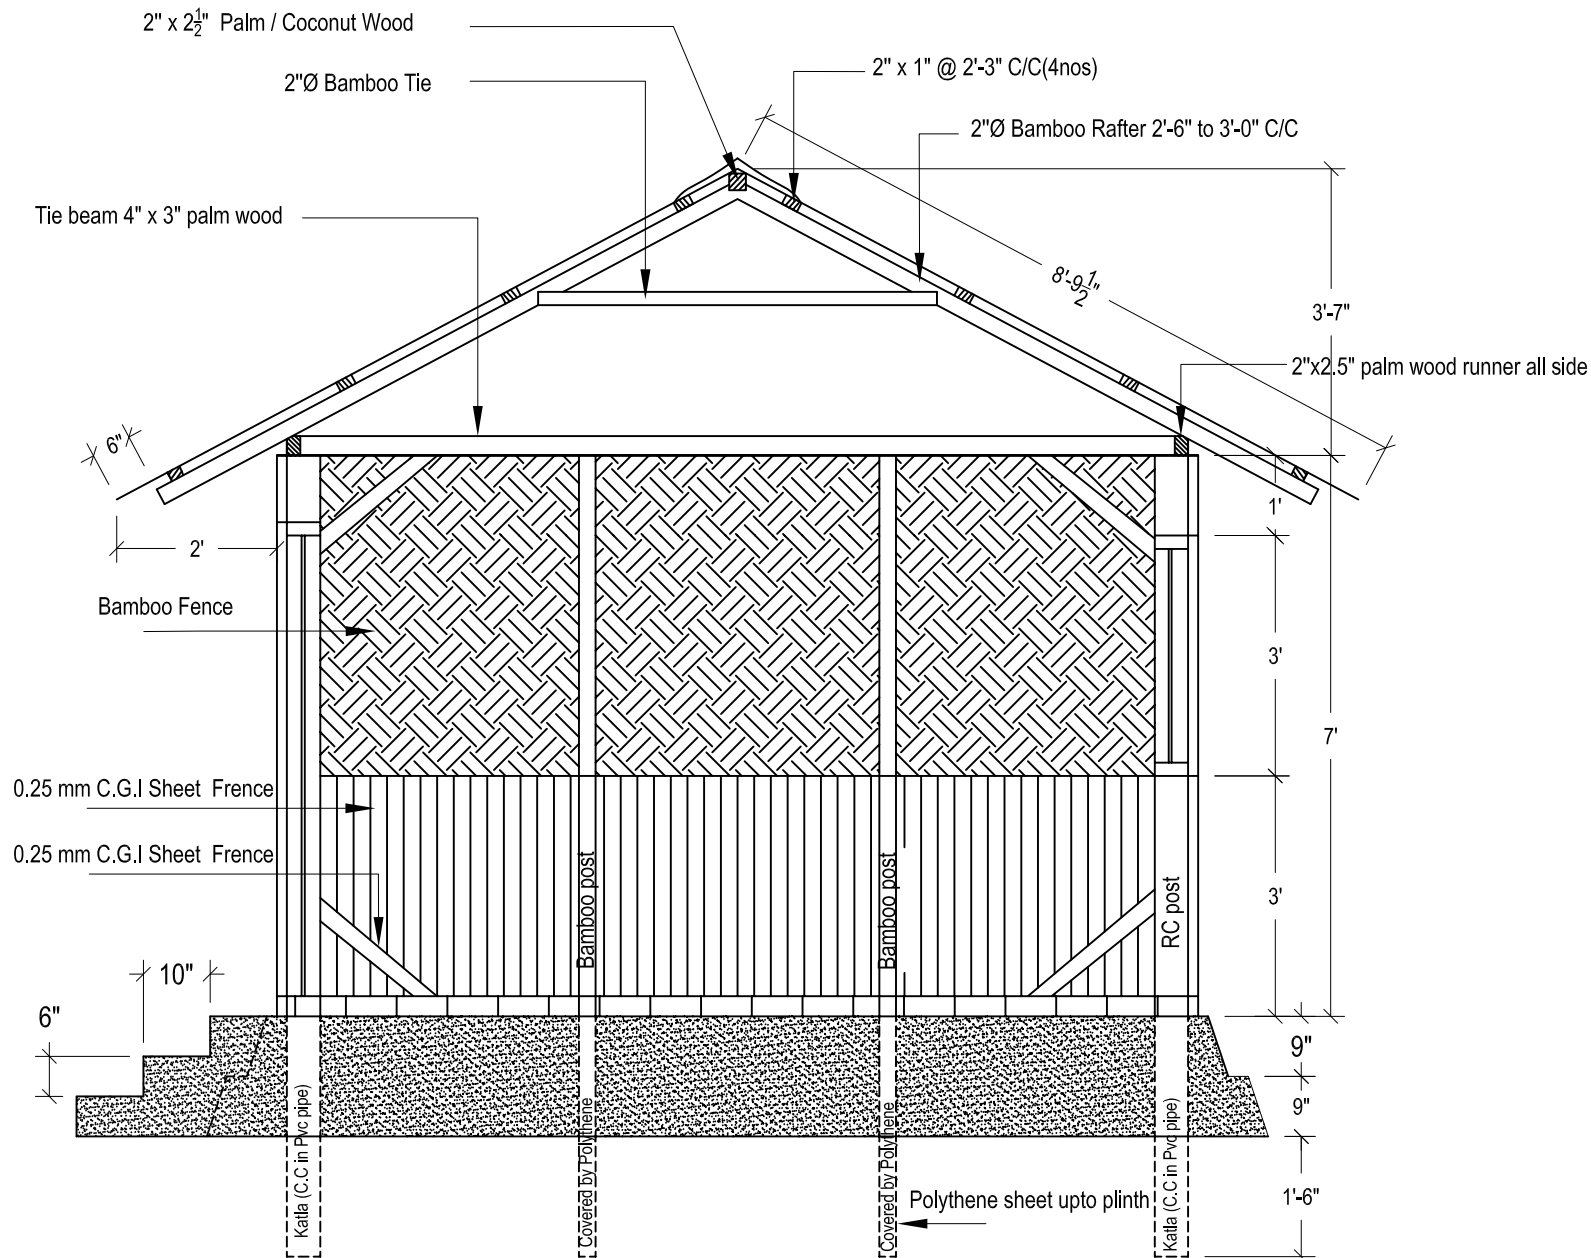 2" x 2½" Palm / Coconut Wood
2"Ø Bamboo Tie
2" x 1" @ 2'-3" C/C(4nos)
2"Ø Bamboo Rafter 2'-6" to 3'-0" C/C
Tie beam 4" x 3" palm wood
8'-9½"
3'-7"
2"x2.5" palm wood runner all side
6"
1'
2'
Bamboo Fence
3'
7'
0.25 mm C.G.I Sheet Frence
0.25 mm C.G.I Sheet Frence
Bamboo post
Bamboo post
RC post
3'
10"
6"
9"
9"
Katla (C.C in Pvc pipe)
Covered by Polythene
Covered by Polythene
Katla (C.C in Pvc pipe)
Polythene sheet upto plinth
1'-6"